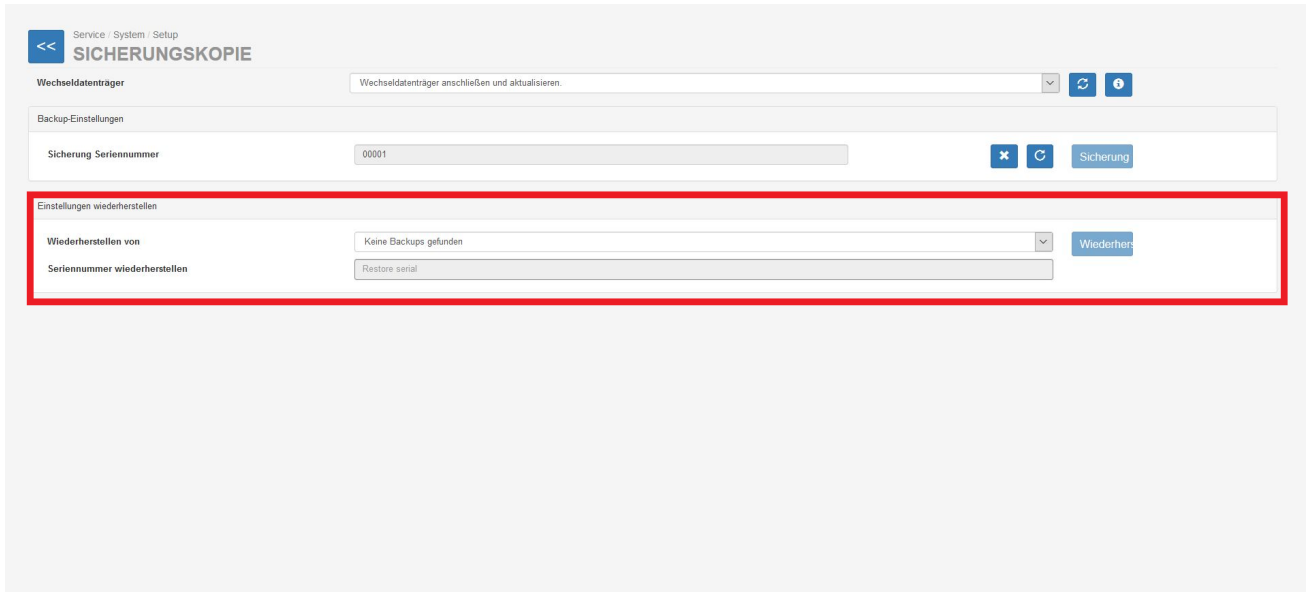 <<
Service / System / Setup
SICHERUNGSKOPIE
Wechseldatenträger
Wechseldatenträger anschließen und aktualisieren.
Backup-Einstellungen
Sicherung Seriennummer
00001
Sicherung
Einstellungen wiederherstellen
Wiederherstellen von
Keine Backups gefunden
Wiederhers
Seriennummer wiederherstellen
Restore serial